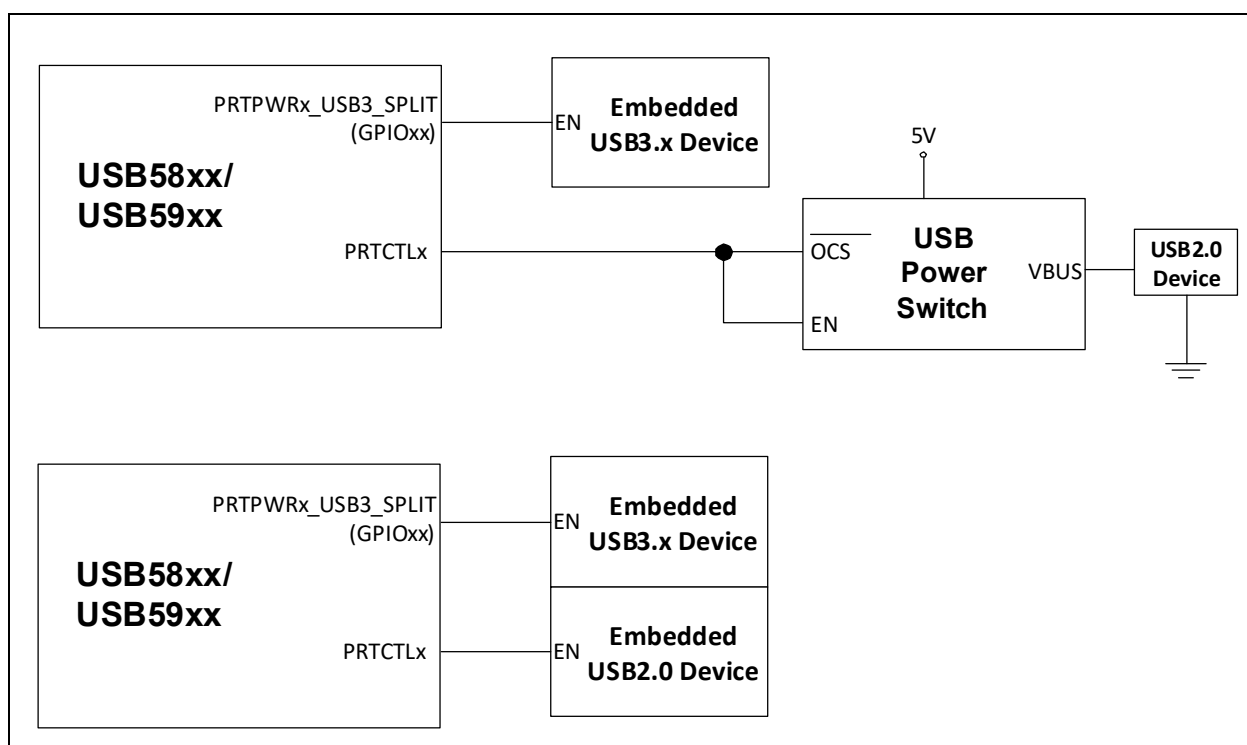 PRTPWRx_USB3_SPLIT
(GPIOxx)
USB58xx/
USB59xx
PRTCTLx
EN
Embedded
USB3.x Device
5V
OCS
EN
USB
Power
Switch
VBUS
USB2.0
Device
PRTPWRx_USB3_SPLIT
(GPIOxx)
USB58xx/
USB59xx
PRTCTLx
EN
Embedded
USB3.x Device
EN
Embedded
USB2.0 Device